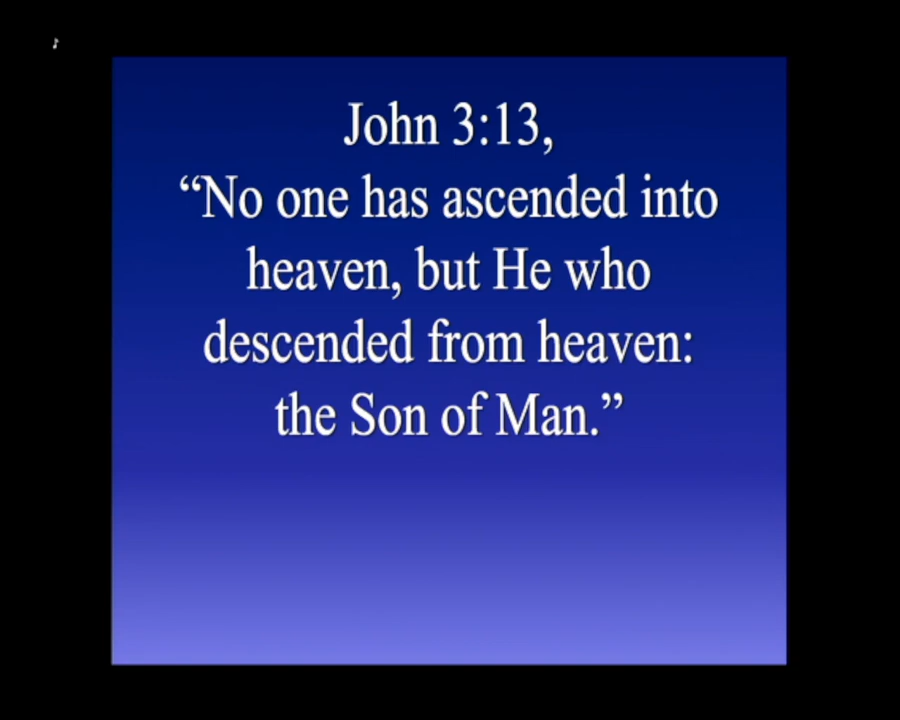 John 3:13,
“No one has ascended into
heaven, but He who
descended from heaven:
the Son of Man.”